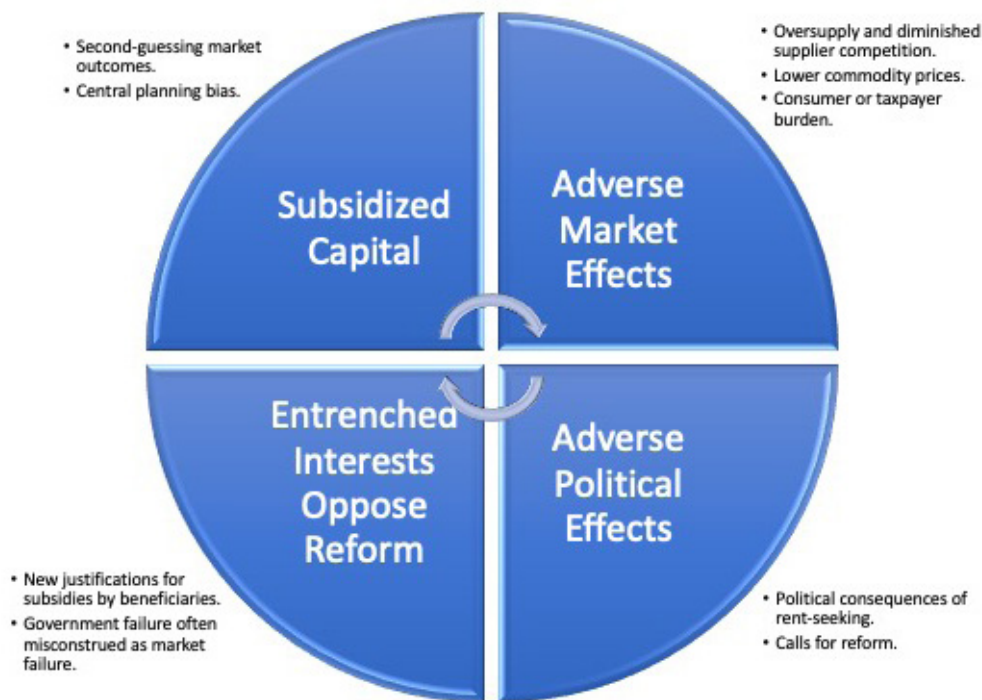 • Second-guessing market
outcomes.
• Central planning bias.
• Oversupply and diminished
supplier competition.
• Lower commodity prices.
• Consumer or taxpayer
burden.
Subsidized
Capital
Adverse
Market
Effects
Entrenched
Interests
Oppose
Reform
Adverse
Political
Effects
• New justifications for
subsidies by beneficiaries.
• Government failure often
misconstrued as market
failure.
• Political consequences of
rent-seeking.
• Calls for reform.